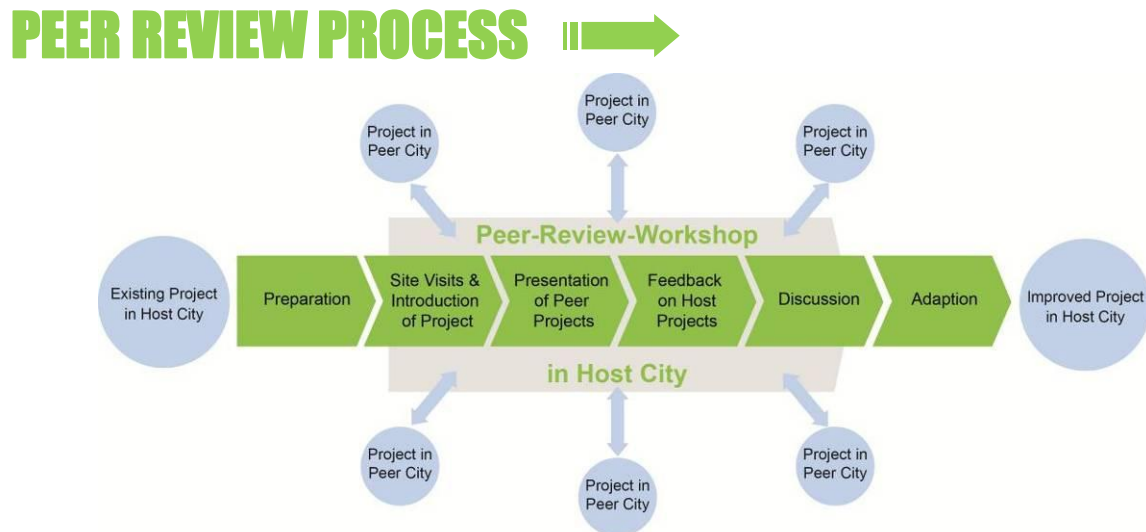 PEER REVIEW PROCESS
Project in
Peer City
Project in
Peer City
Project in
Peer City
Peer-Review-Workshop
Existing Project
in Host City
Preparation
Site Visits &
Introduction
of Project
Presentation
of Peer
Projects
Feedback
on Host
Projects
Discussion
Adaption
Improved Project
in Host City
in Host City
Project in
Peer City
Project in
Peer City
Project in
Peer City